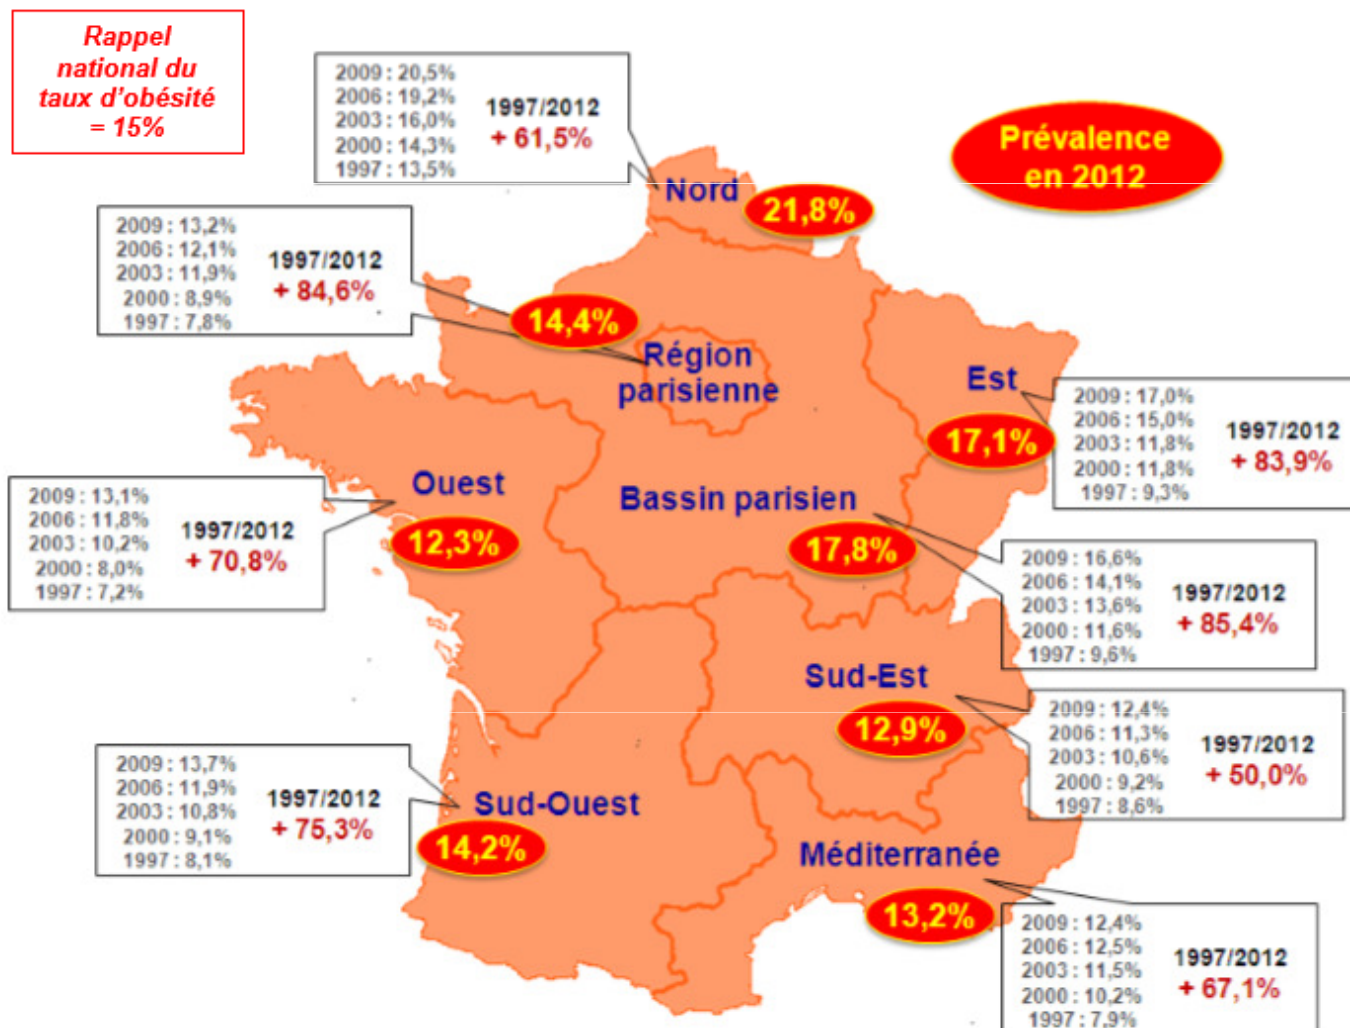 Rappel
national du
taux d'obésité
= 15%
2009 : 20,5%
2006 : 19,2%
2003 : 16,0%
2000 : 14,3%
1997 : 13,5%
1997/2012
+ 61,5%
Prévalence
en 2012
Nord
21,8%
2009 : 13,2%
2006 : 12,1%
2003 : 11,9%
2000 : 8,9%
1997 : 7,8%
1997/2012
+ 84,6%
14,4%
Région
parisienne
Est
17,1%
2009 : 17,0%
2006 : 15,0%
2003 : 11,8%
2000 : 11,8%
1997 : 9,3%
1997/2012
+ 83,9%
2009 : 13,1%
2006 : 11,8%
2003 : 10,2%
2000 : 8,0%
1997 : 7,2%
1997/2012
+ 70,8%
Ouest
12,3%
Bassin parisien
17,8%
2009 : 16,6%
2006 : 14,1%
2003 : 13,6%
2000 : 11,6%
1997 : 9,6%
1997/2012
+ 85,4%
Sud-Est
12,9%
2009 : 12,4%
2006 : 11,3%
2003 : 10,6%
2000 : 9,2%
1997 : 8,6%
1997/2012
+ 50,0%
2009 : 13,7%
2006 : 11,9%
2003 : 10,8%
2000 : 9,1%
1997 : 8,1%
1997/2012
+ 75,3%
Sud-Ouest
14,2%
Méditerranée
13,2%
2009 : 12,4%
2006 : 12,5%
2003 : 11,5%
2000 : 10,2%
1997 : 7,9%
1997/2012
+ 67,1%